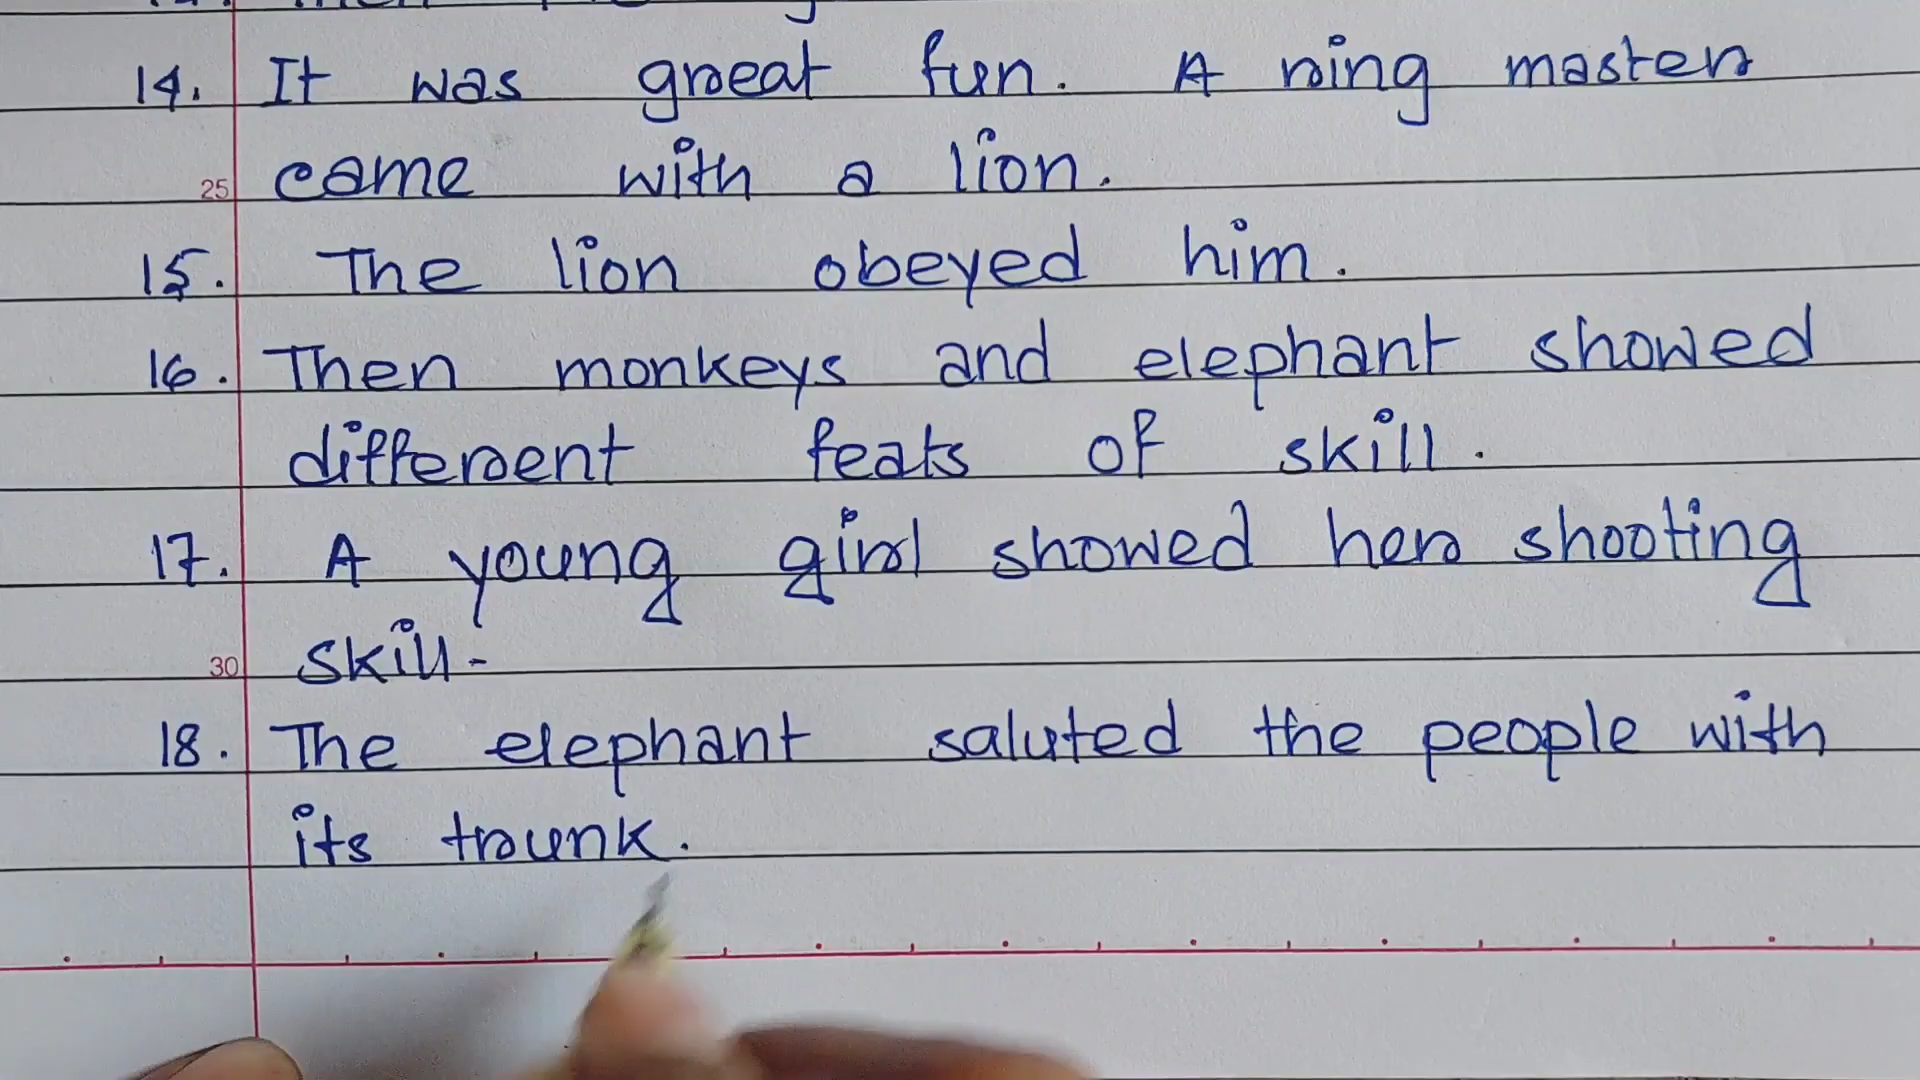 14. It was great fun. A ring master
25 came with a lion.
15. The lion obeyed him.
16. Then monkeys and elephant showed
different feats of skill.
17. A young girl showed her shooting
30 skill-
18. The elephant saluted the people with
its trunk.